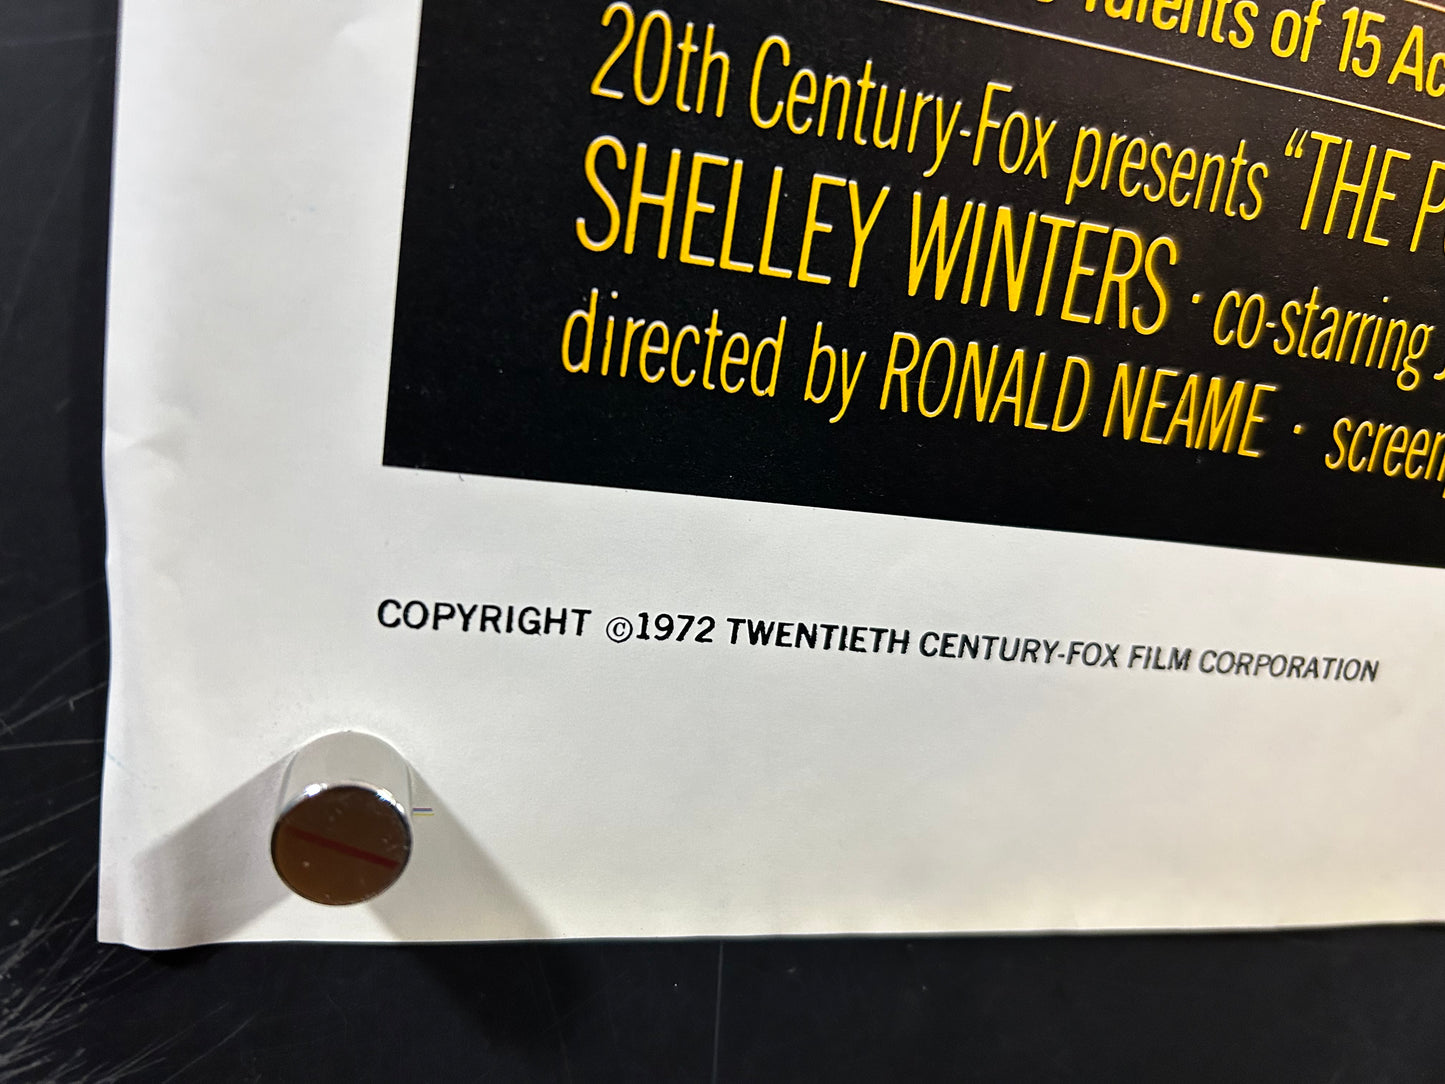 Talents of 15 Ac
20th Century-Fox presents “THE P
SHELLEY WINTERS · co-starring
directed by RONALD NEAME · screen
COPYRIGHT ©1972 TWENTIETH CENTURY-FOX FILM CORPORATION